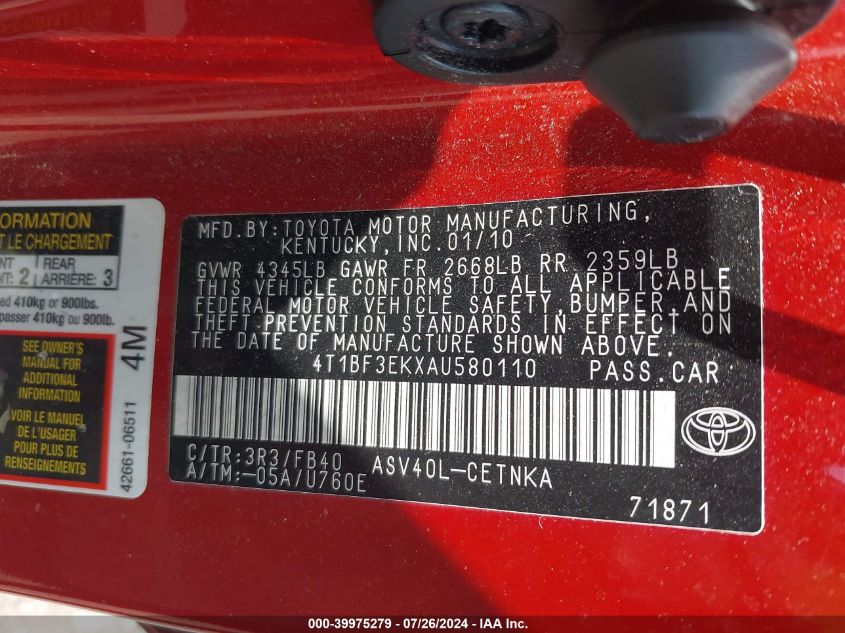 ORMATION
T LE CHARGEMENT
NT
NT: 2
REAR
ARRIÈRE: 3
ed 410kg or 900lbs.
passer 410kg ou 900lb.
SEE OWNER'S
MANUAL FOR
ADDITIONAL
INFORMATION
VOIR LE MANUEL
DE L'USAGER
POUR PLUS DE
RENSEIGNEMENTS
4M
42661-06511
MFD.BY:TOYOTA MOTOR MANUFACTURING,
KENTUCKY,INC.01/10
GVWR 4345LB GAWR FR 2668LB RR 2359LB
THIS VEHICLE CONFORMS TO ALL APPLICABLE
FEDERAL MOTOR VEHICLE SAFETY,BUMPER,AND
THEFT PREVENTION STANDARDS IN EFFECT ON
THE DATE OF MANUFACTURE SHOWN ABOVE.
4T1BF3EKXAU580110 PASS.CAR
C/TR:3R3/FB40 ASV40L-CETNKA
A/TM:-05A/U760E
71871
TOYOTA
000-39975279 / 07/26/2024 - IAA Inc.